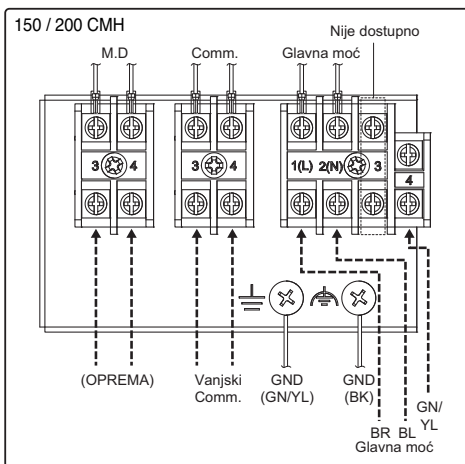 150 / 200 CMH
Nije dostupno
M.D
Comm.
Glavna moć
3
4
3
4
1(L)
2(N)
3
4
(OPREMA)
Vanjski
Comm.
GND
(GN/YL)
GND
(BK)
GN/
YL
BR
BL
Glavna moć